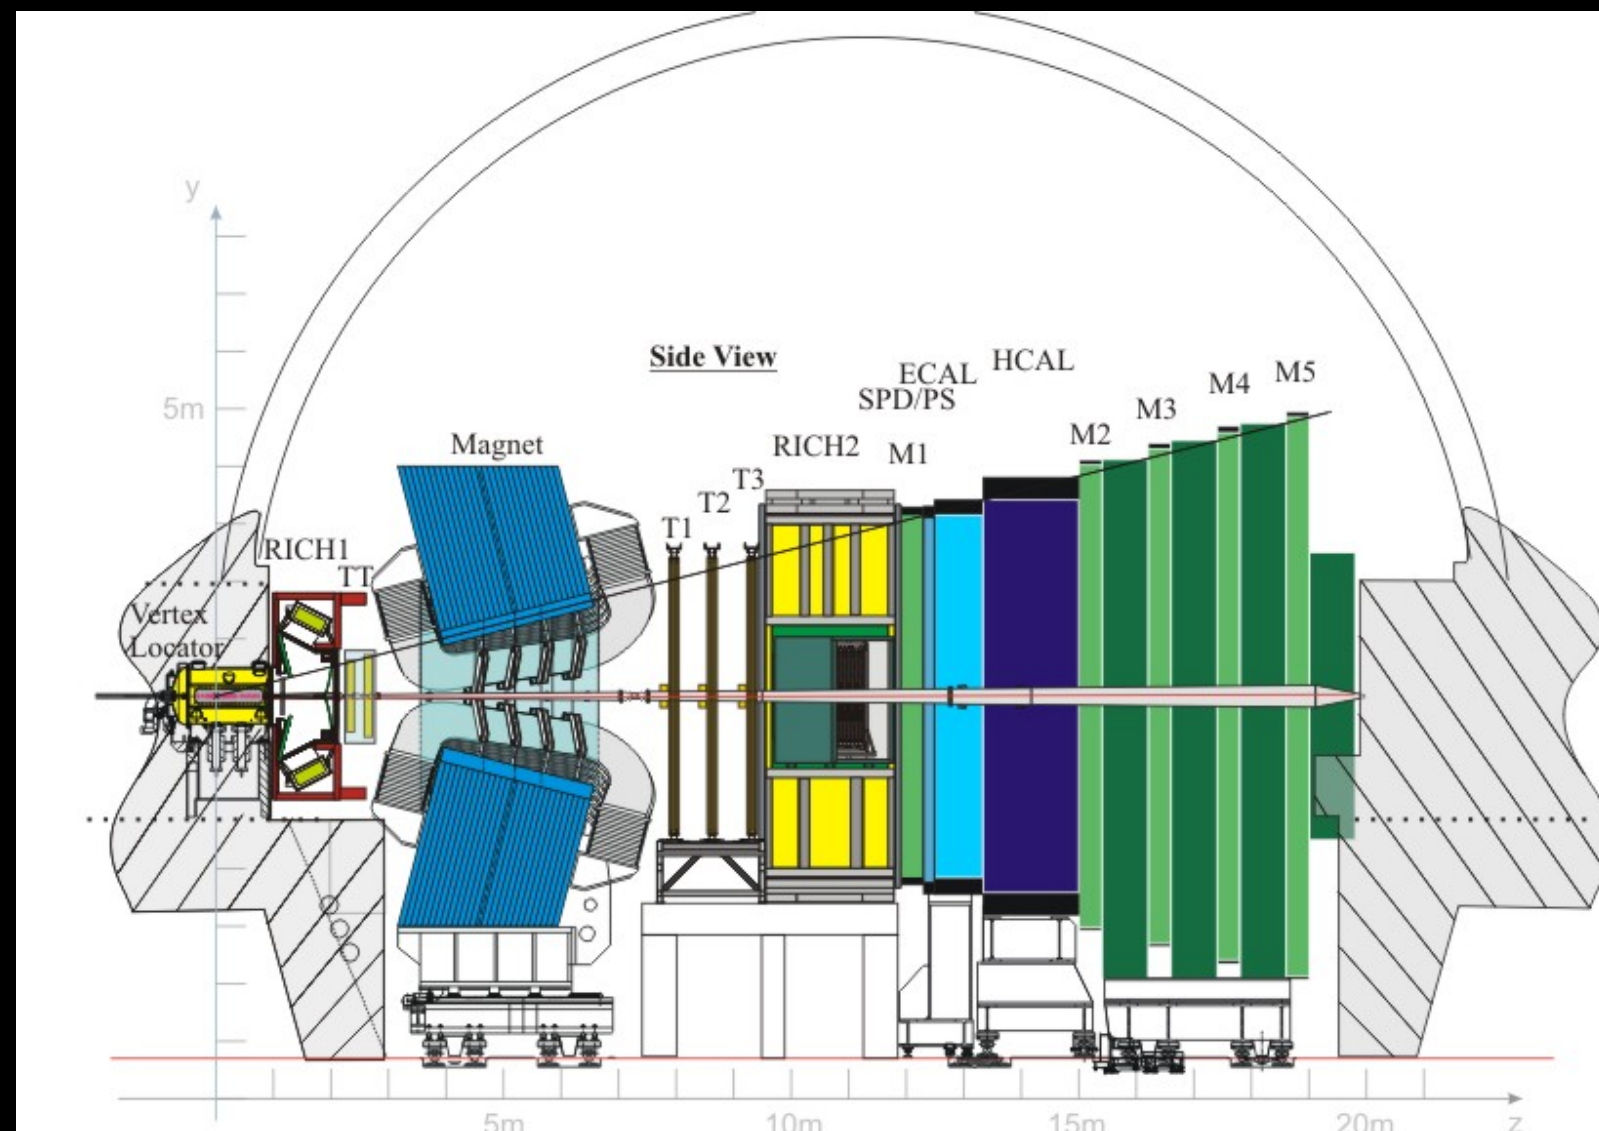 y
5m
Side View
HCAL
ECAL
SPD/PS
M5
M4
M3
M2
M1
RICH2
Magnet
T3
T2
T1
RICH1
TT
Vertex
Locator
5m
10m
15m
20m
z